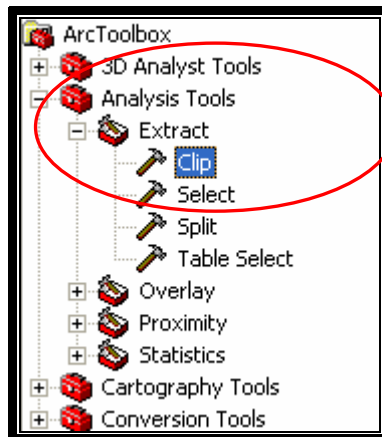 ArcToolbox
3D Analyst Tools
Analysis Tools
Extract
Clip
Select
Split
Table Select
Overlay
Proximity
Statistics
Cartography Tools
Conversion Tools